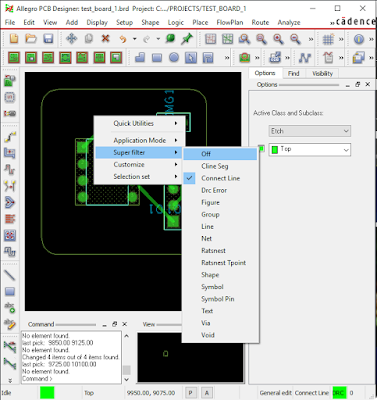 Allegro PCB Designer: test_board_1.brd Project: C:.../PROJECTS/TEST_BOARD_1
File Edit View Add Display Setup Shape Logic Place FlowPlan Route Analyze »
cādence
Options Find Visibility
Options
Active Class and Subclass:
Etch
Top
Quick Utilities
Application Mode
Super filter
Customize
Selection set
Off
Cline Seg
Connect Line
Drc Error
Figure
Group
Line
Net
Ratsnest
Ratsnest Tpoint
Shape
Symbol
Symbol Pin
Text
Via
Void
Command
No element found.
last pick: 9850.00 9125.00
No element found.
Changed 4 items out of 4 items found.
last pick: 9725.00 10100.00
No element found.
Command >
View
Idle
Top
9950.00, 9075.00
P
A
General edit: Connect Line
DRC
0